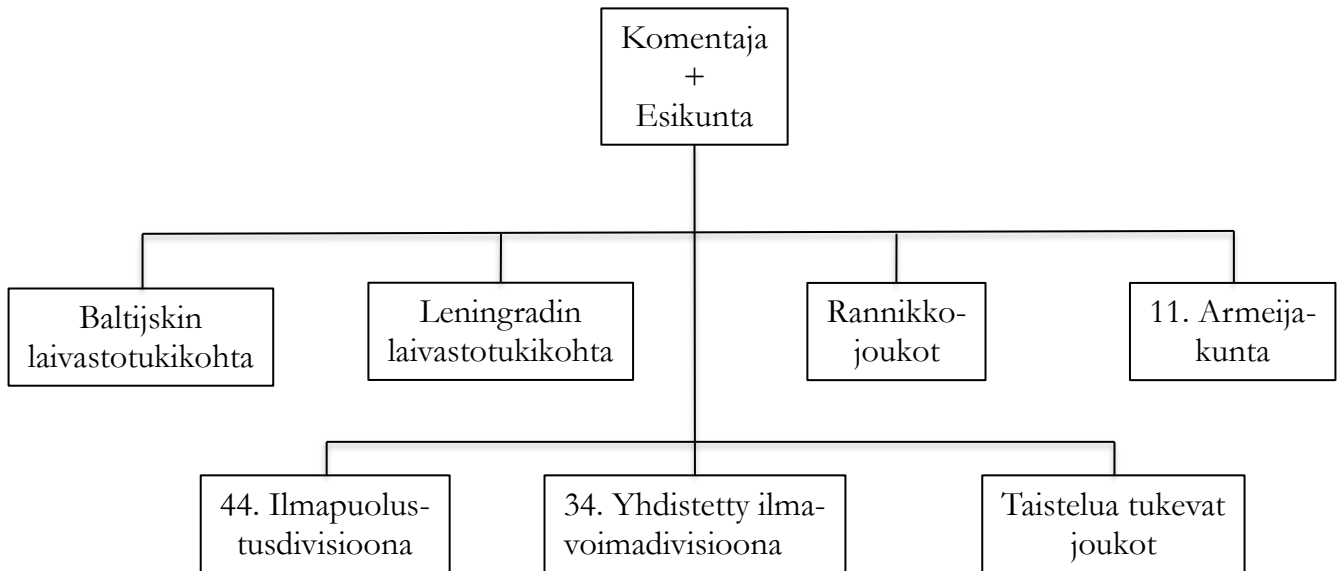 Komentaja
+
Esikunta
Baltijskin
laivastotukikohta
Leningradin
laivastotukikohta
Rannikko-
joukot
11. Armeija-
kunta
44. Ilmapuolus-
tusdivisioona
34. Yhdistetty ilma-
voimadivisioona
Taistelua tukevat
joukot